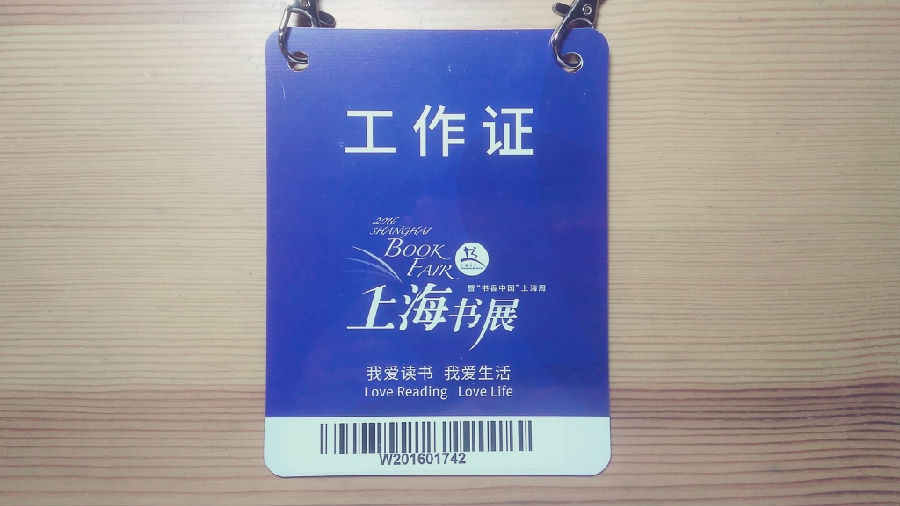 工作证
2016
SHANGHAI
BOOK
FAIR
暨“书香中国”上海周
上海书展
我爱读书 我爱生活
Love Reading Love Life
W201601742